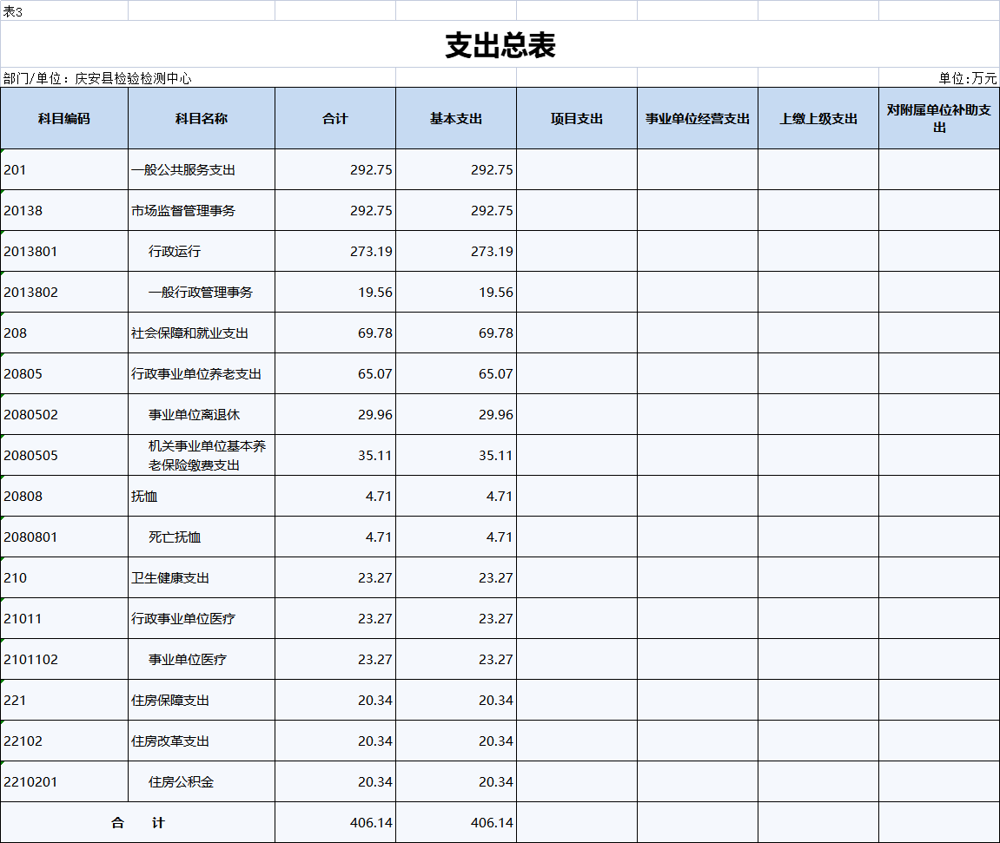 表3
支出总表
部门/单位：庆安县检验检测中心 单位:万元
科目编码 科目名称 合计 基本支出 项目支出 事业单位经营支出 上缴上级支出 对附属单位补助支
出
201 一般公共服务支出 292.75 292.75
20138 市场监督管理事务 292.75 292.75
2013801 行政运行 273.19 273.19
2013802 一般行政管理事务 19.56 19.56
208 社会保障和就业支出 69.78 69.78
20805 行政事业单位养老支出 65.07 65.07
2080502 事业单位离退休 29.96 29.96
2080505 机关事业单位基本养 35.11 35.11
老保险缴费支出
20808 抚恤 4.71 4.71
2080801 死亡抚恤 4.71 4.71
210 卫生健康支出 23.27 23.27
21011 行政事业单位医疗 23.27 23.27
2101102 事业单位医疗 23.27 23.27
221 住房保障支出 20.34 20.34
22102 住房改革支出 20.34 20.34
2210201 住房公积金 20.34 20.34
合 计 406.14 406.14